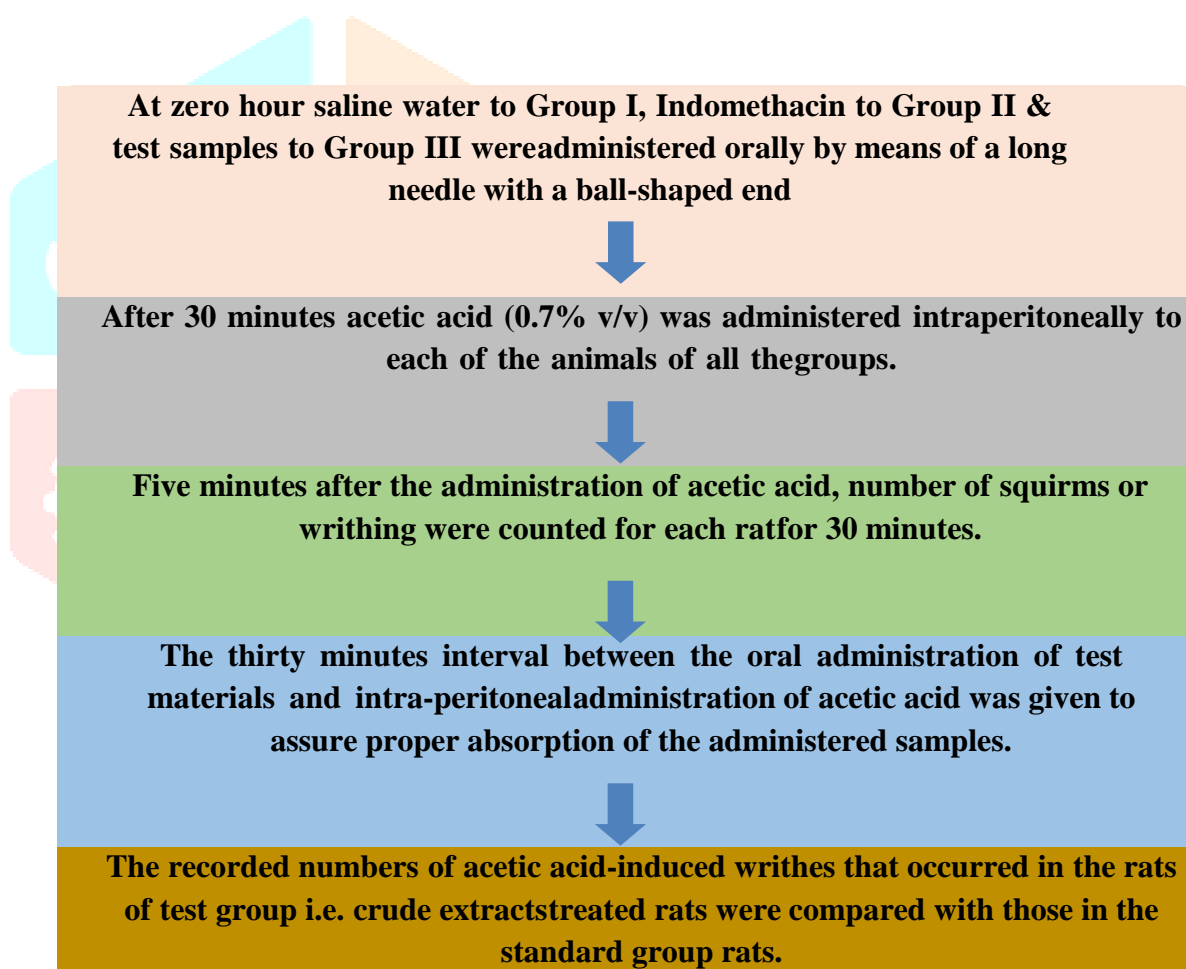 At zero hour saline water to Group I, Indomethacin to Group II &
test samples to Group III wereadministered orally by means of a long
needle with a ball-shaped end
After 30 minutes acetic acid (0.7% v/v) was administered intraperitoneally to
each of the animals of all thegroups.
Five minutes after the administration of acetic acid, number of squirms or
writhing were counted for each ratfor 30 minutes.
The thirty minutes interval between the oral administration of test
materials and intra-peritonealadministration of acetic acid was given to
assure proper absorption of the administered samples.
The recorded numbers of acetic acid-induced writhes that occurred in the rats
of test group i.e. crude extractstreated rats were compared with those in the
standard group rats.